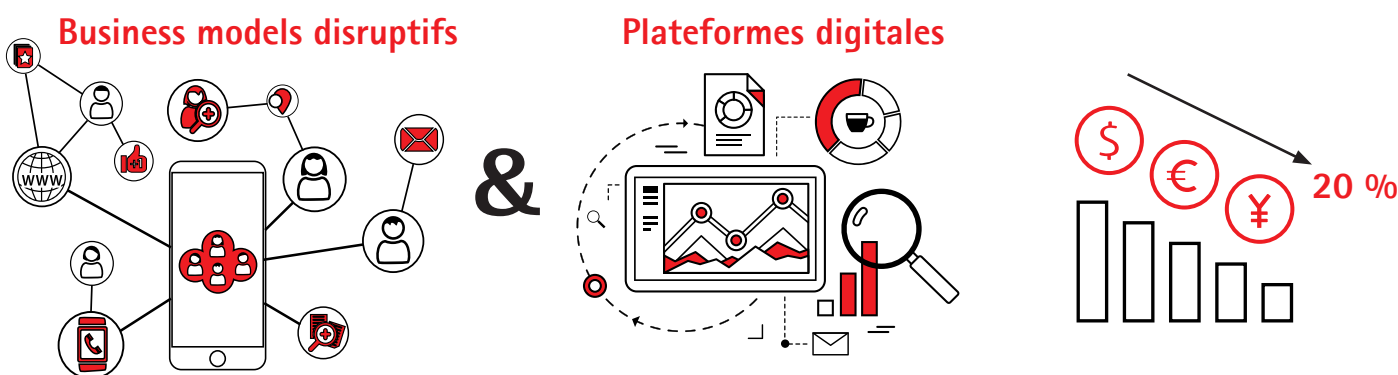 Business models disruptifs
Plateformes digitales
&
WWW
+1
$
€
¥
20 %